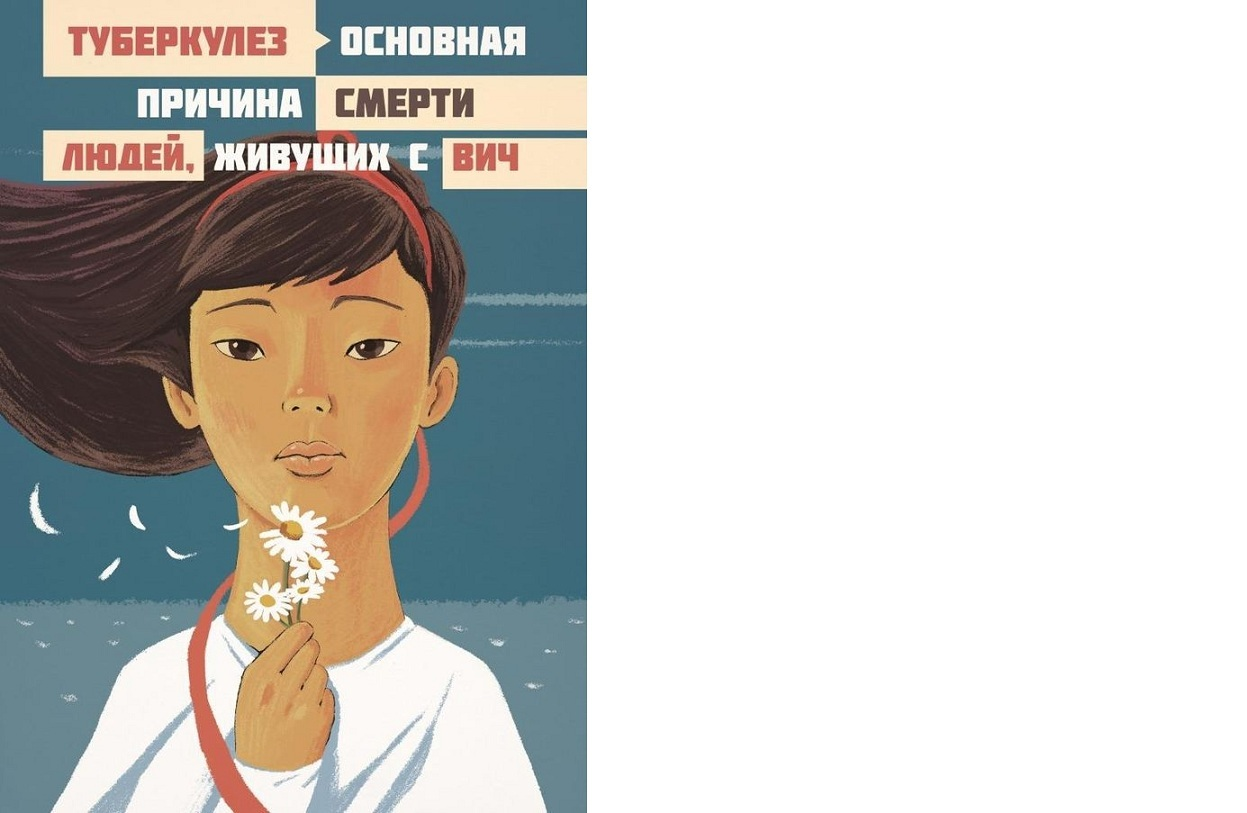 ТУБЕРКУЛЕЗ ОСНОВНАЯ
ПРИЧИНА СМЕРТИ
ЛЮДЕЙ, ЖИВУЩИХ С ВИЧ